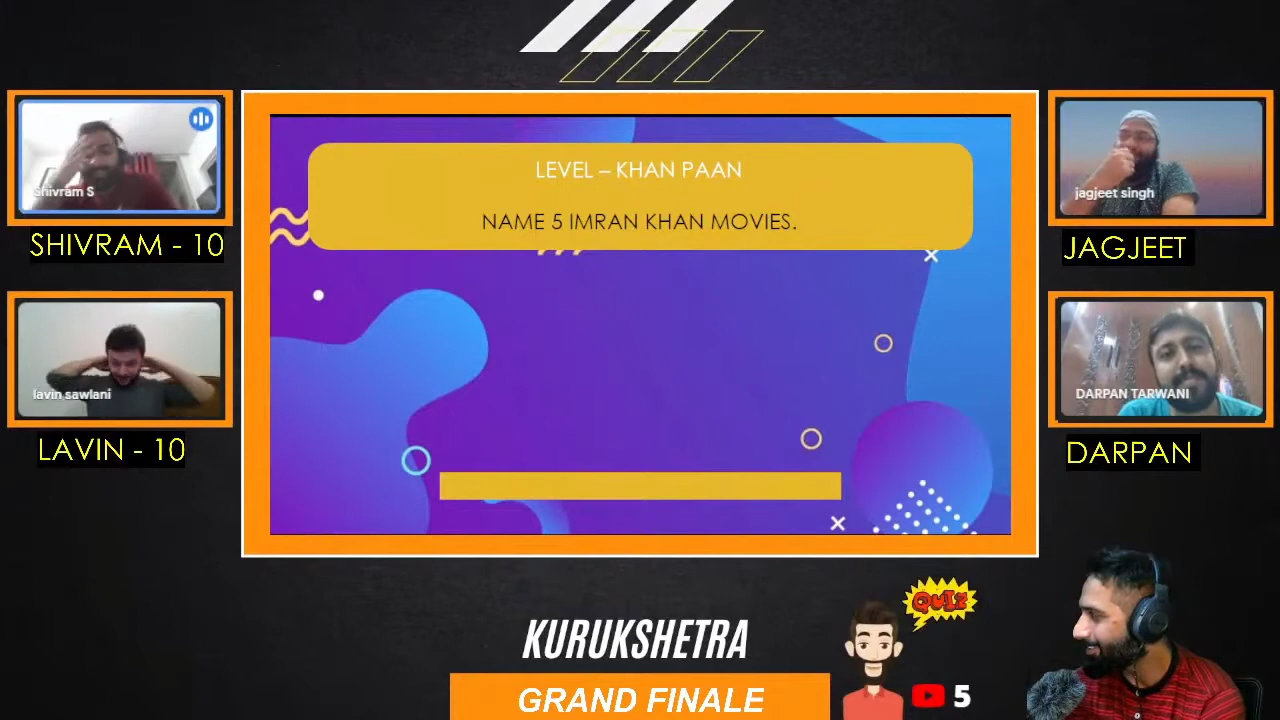 LEVEL – KHAN PAAN
NAME 5 IMRAN KHAN MOVIES.
Shivram S
SHIVRAM - 10
lavin sawlani
LAVIN - 10
jagjeet singh
JAGJEET
DARPAN TARWANI
DARPAN
QUIZ
KURUKSHETRA
GRAND FINALE
5